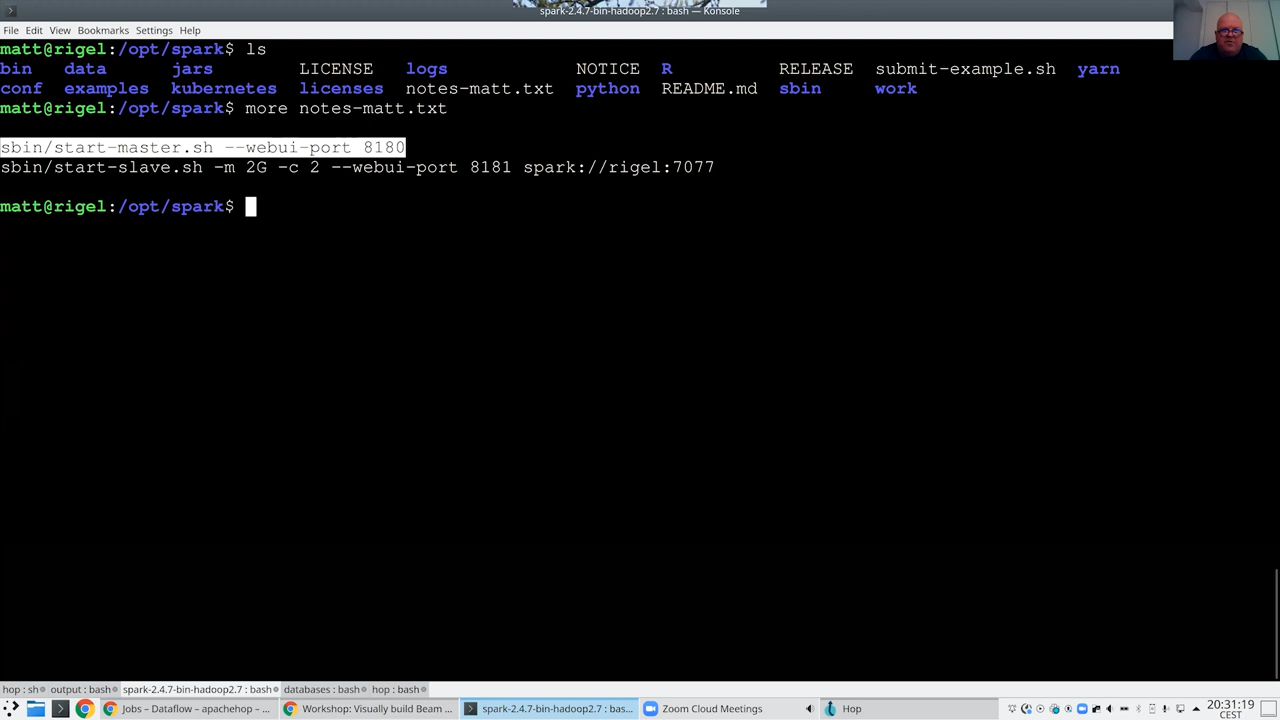 spark-2.4.7-bin-hadoop2.7 : bash — Konsole
File Edit View Bookmarks Settings Help
matt@rigel:/opt/spark$ ls
bin data jars LICENSE logs NOTICE R RELEASE submit-example.sh yarn
conf examples kubernetes licenses notes-matt.txt python README.md sbin work
matt@rigel:/opt/spark$ more notes-matt.txt
sbin/start-master.sh --webui-port 8180
sbin/start-slave.sh -m 2G -c 2 --webui-port 8181 spark://rigel:7077
matt@rigel:/opt/spark$
hop : sh output : bash spark-2.4.7-bin-hadoop2.7 : bash databases : bash hop : bash
Jobs – Dataflow – apachehop – ... Workshop: Visually build Beam ... spark-2.4.7-bin-hadoop2.7 : bas... Zoom Cloud Meetings Hop 20:31:19
CEST